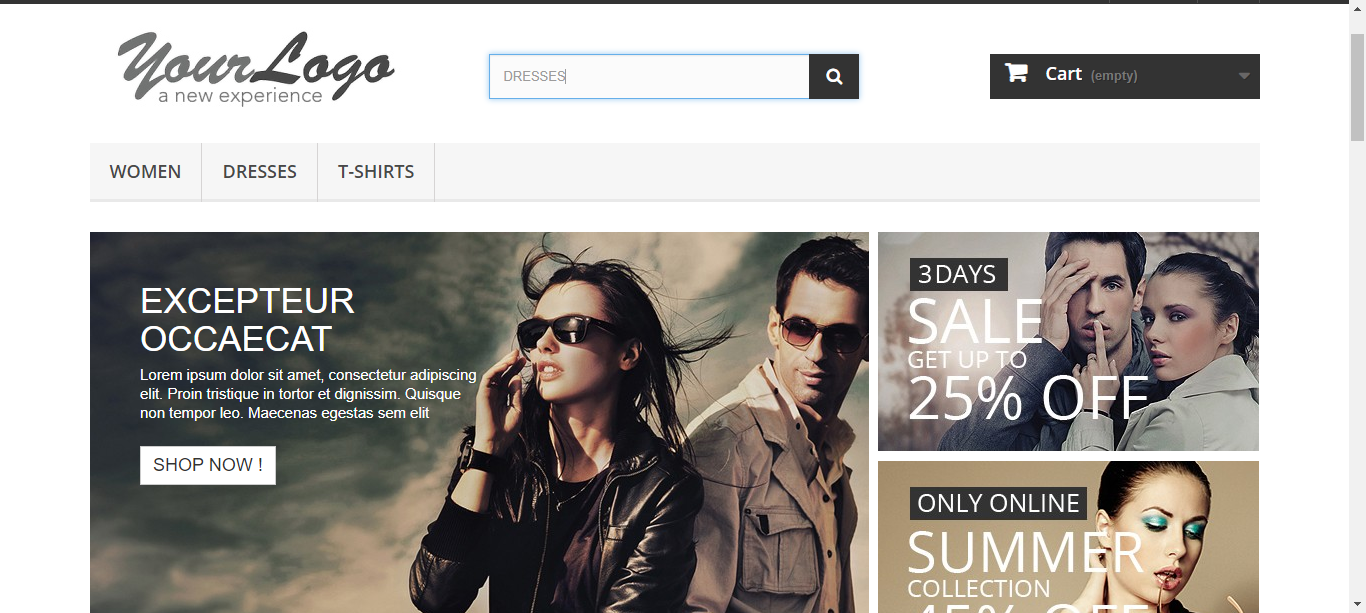 YourLogo
a new experience
DRESSES
Cart (empty)
WOMEN
DRESSES
T-SHIRTS
EXCEPTEUR
OCCAECAT
Lorem ipsum dolor sit amet, consectetur adipiscing
elit. Proin tristique in tortor et dignissim. Quisque
non tempor leo. Maecenas egestas sem elit
SHOP NOW !
3 DAYS
SALE
GET UP TO
25% OFF
ONLY ONLINE
SUMMER
COLLECTION
45% OFF